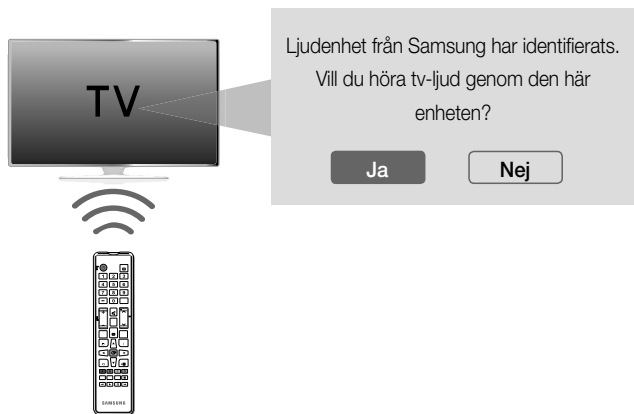 TV
Ljudenhet från Samsung har identifierats.
Vill du höra tv-ljud genom den här
enheten?
Ja
Nej
SAMSUNG